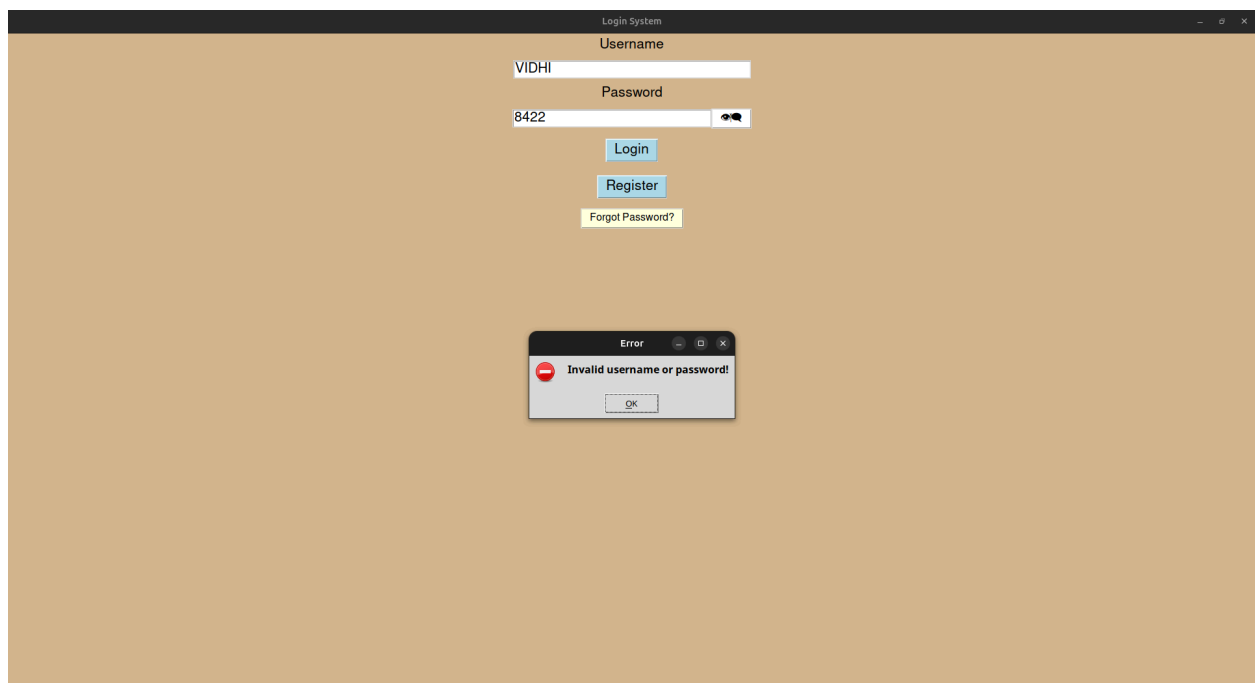 Login System
Username
VIDHI
Password
8422
Login
Register
Forgot Password?
Error
Invalid username or password!
OK